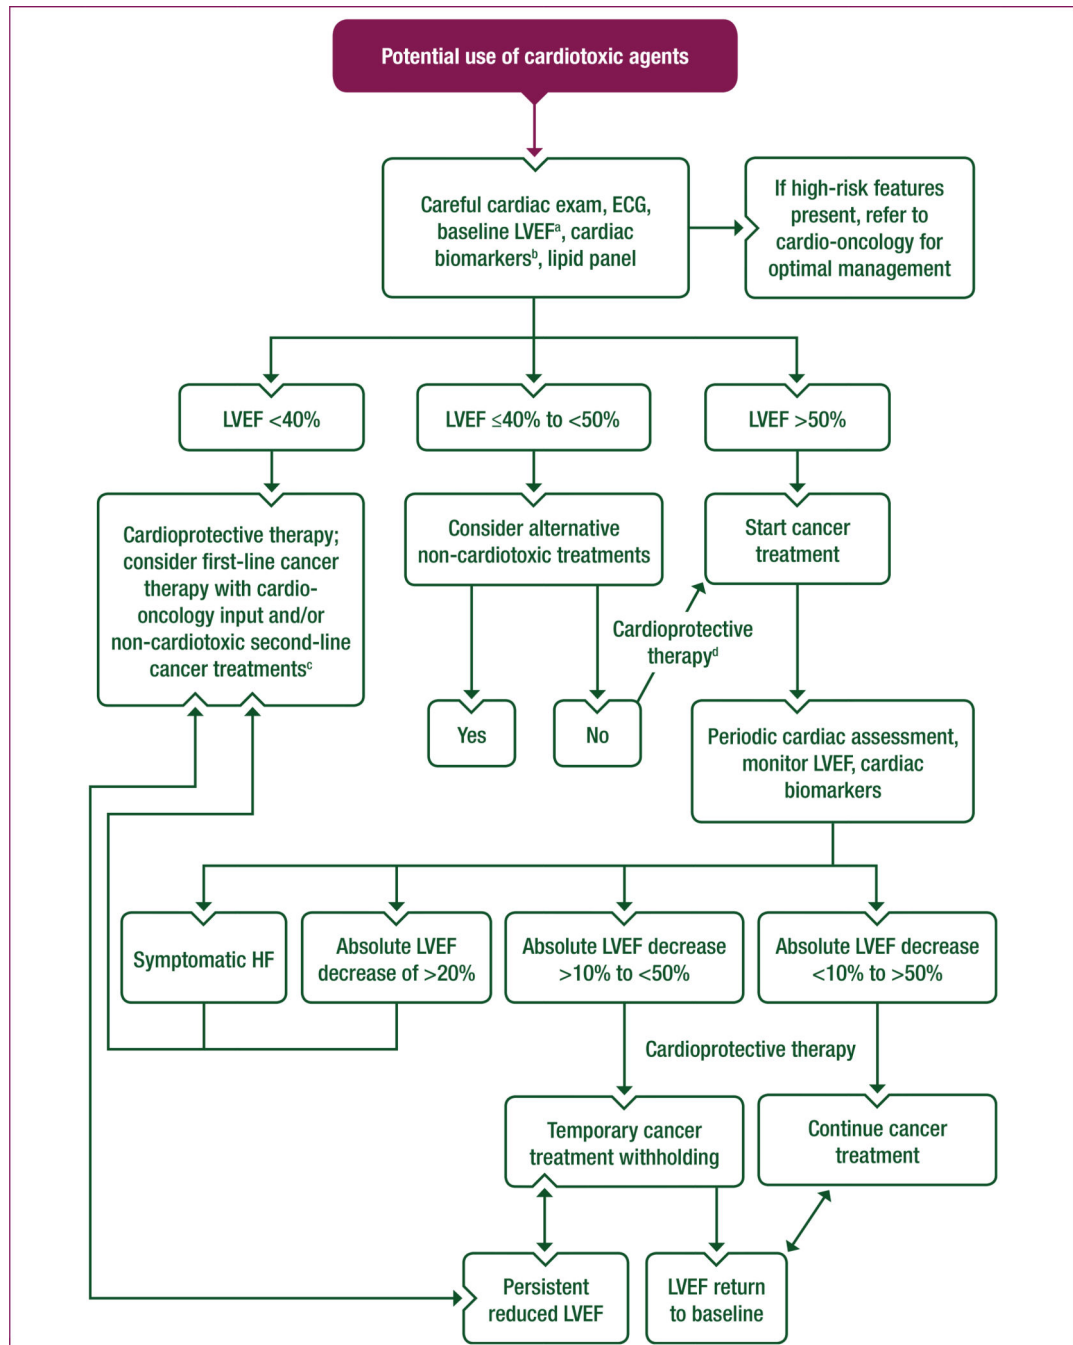 Potential use of cardiotoxic agents
Careful cardiac exam, ECG,
baseline LVEFᵃ, cardiac
biomarkersᵇ, lipid panel
If high-risk features
present, refer to
cardio-oncology for
optimal management
LVEF <40%
LVEF ≤40% to <50%
LVEF >50%
Cardioprotective therapy;
consider first-line cancer
therapy with cardio-
oncology input and/or
non-cardiotoxic second-line
cancer treatmentsᶜ
Consider alternative
non-cardiotoxic treatments
Start cancer
treatment
Cardioprotective
therapyᵈ
Yes
No
Periodic cardiac assessment,
monitor LVEF, cardiac
biomarkers
Symptomatic HF
Absolute LVEF
decrease of >20%
Absolute LVEF decrease
>10% to <50%
Absolute LVEF decrease
<10% to >50%
Cardioprotective therapy
Temporary cancer
treatment withholding
Continue cancer
treatment
Persistent
reduced LVEF
LVEF return
to baseline